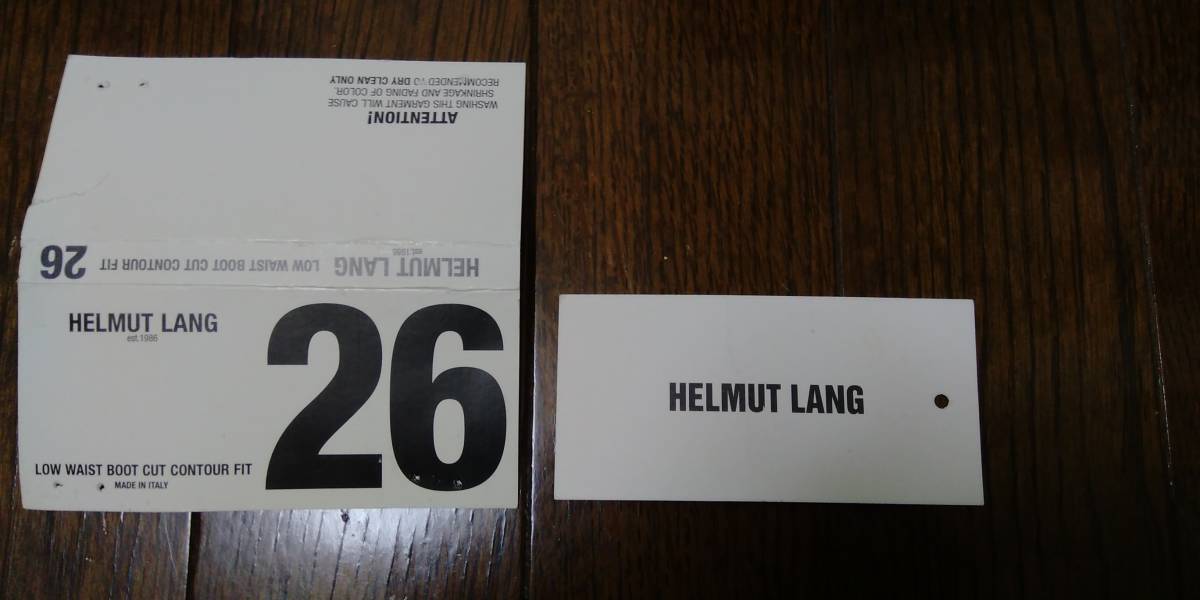 ATTENTION!
WASHING THIS GARMENT WILL CAUSE
SHRINKAGE AND FADING OF COLOR.
RECOMMENDED TO DRY CLEAN ONLY
HELMUT LANG LOW WAIST BOOT CUT CONTOUR FIT 26
est.1986
HELMUT LANG
est.1986
26
LOW WAIST BOOT CUT CONTOUR FIT
MADE IN ITALY
HELMUT LANG